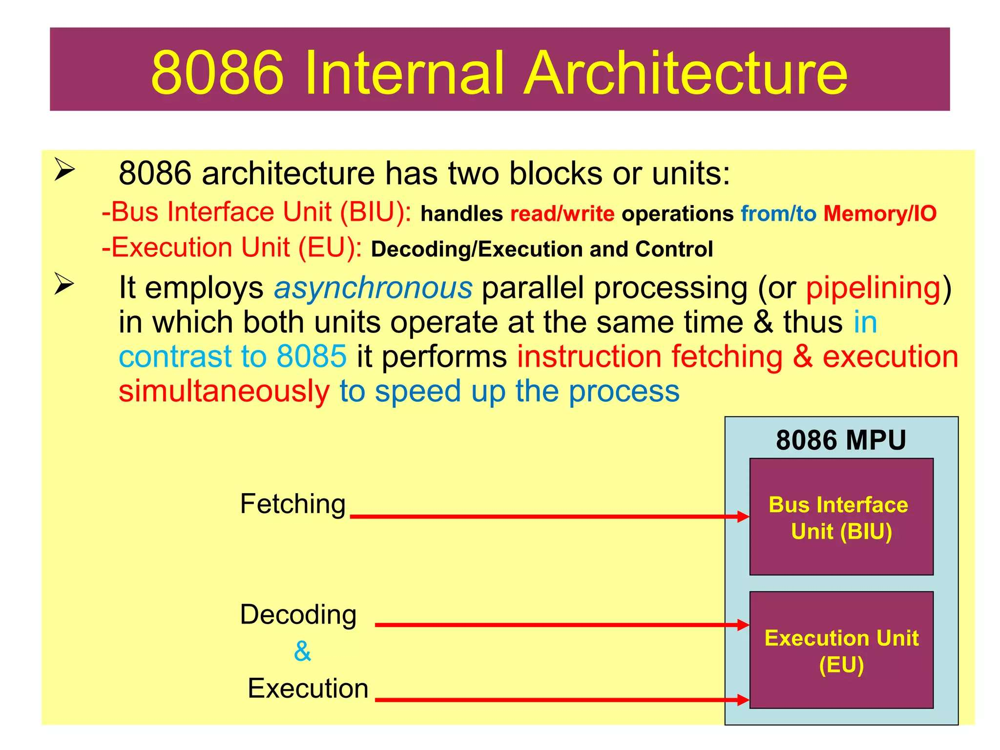 8086 Internal Architecture
➢ 8086 architecture has two blocks or units:
-Bus Interface Unit (BIU): handles read/write operations from/to Memory/IO
-Execution Unit (EU): Decoding/Execution and Control
➢ It employs asynchronous parallel processing (or pipelining)
in which both units operate at the same time & thus in
contrast to 8085 it performs instruction fetching & execution
simultaneously to speed up the process
8086 MPU
Fetching
Bus Interface
Unit (BIU)
Decoding
&
Execution
Execution Unit
(EU)